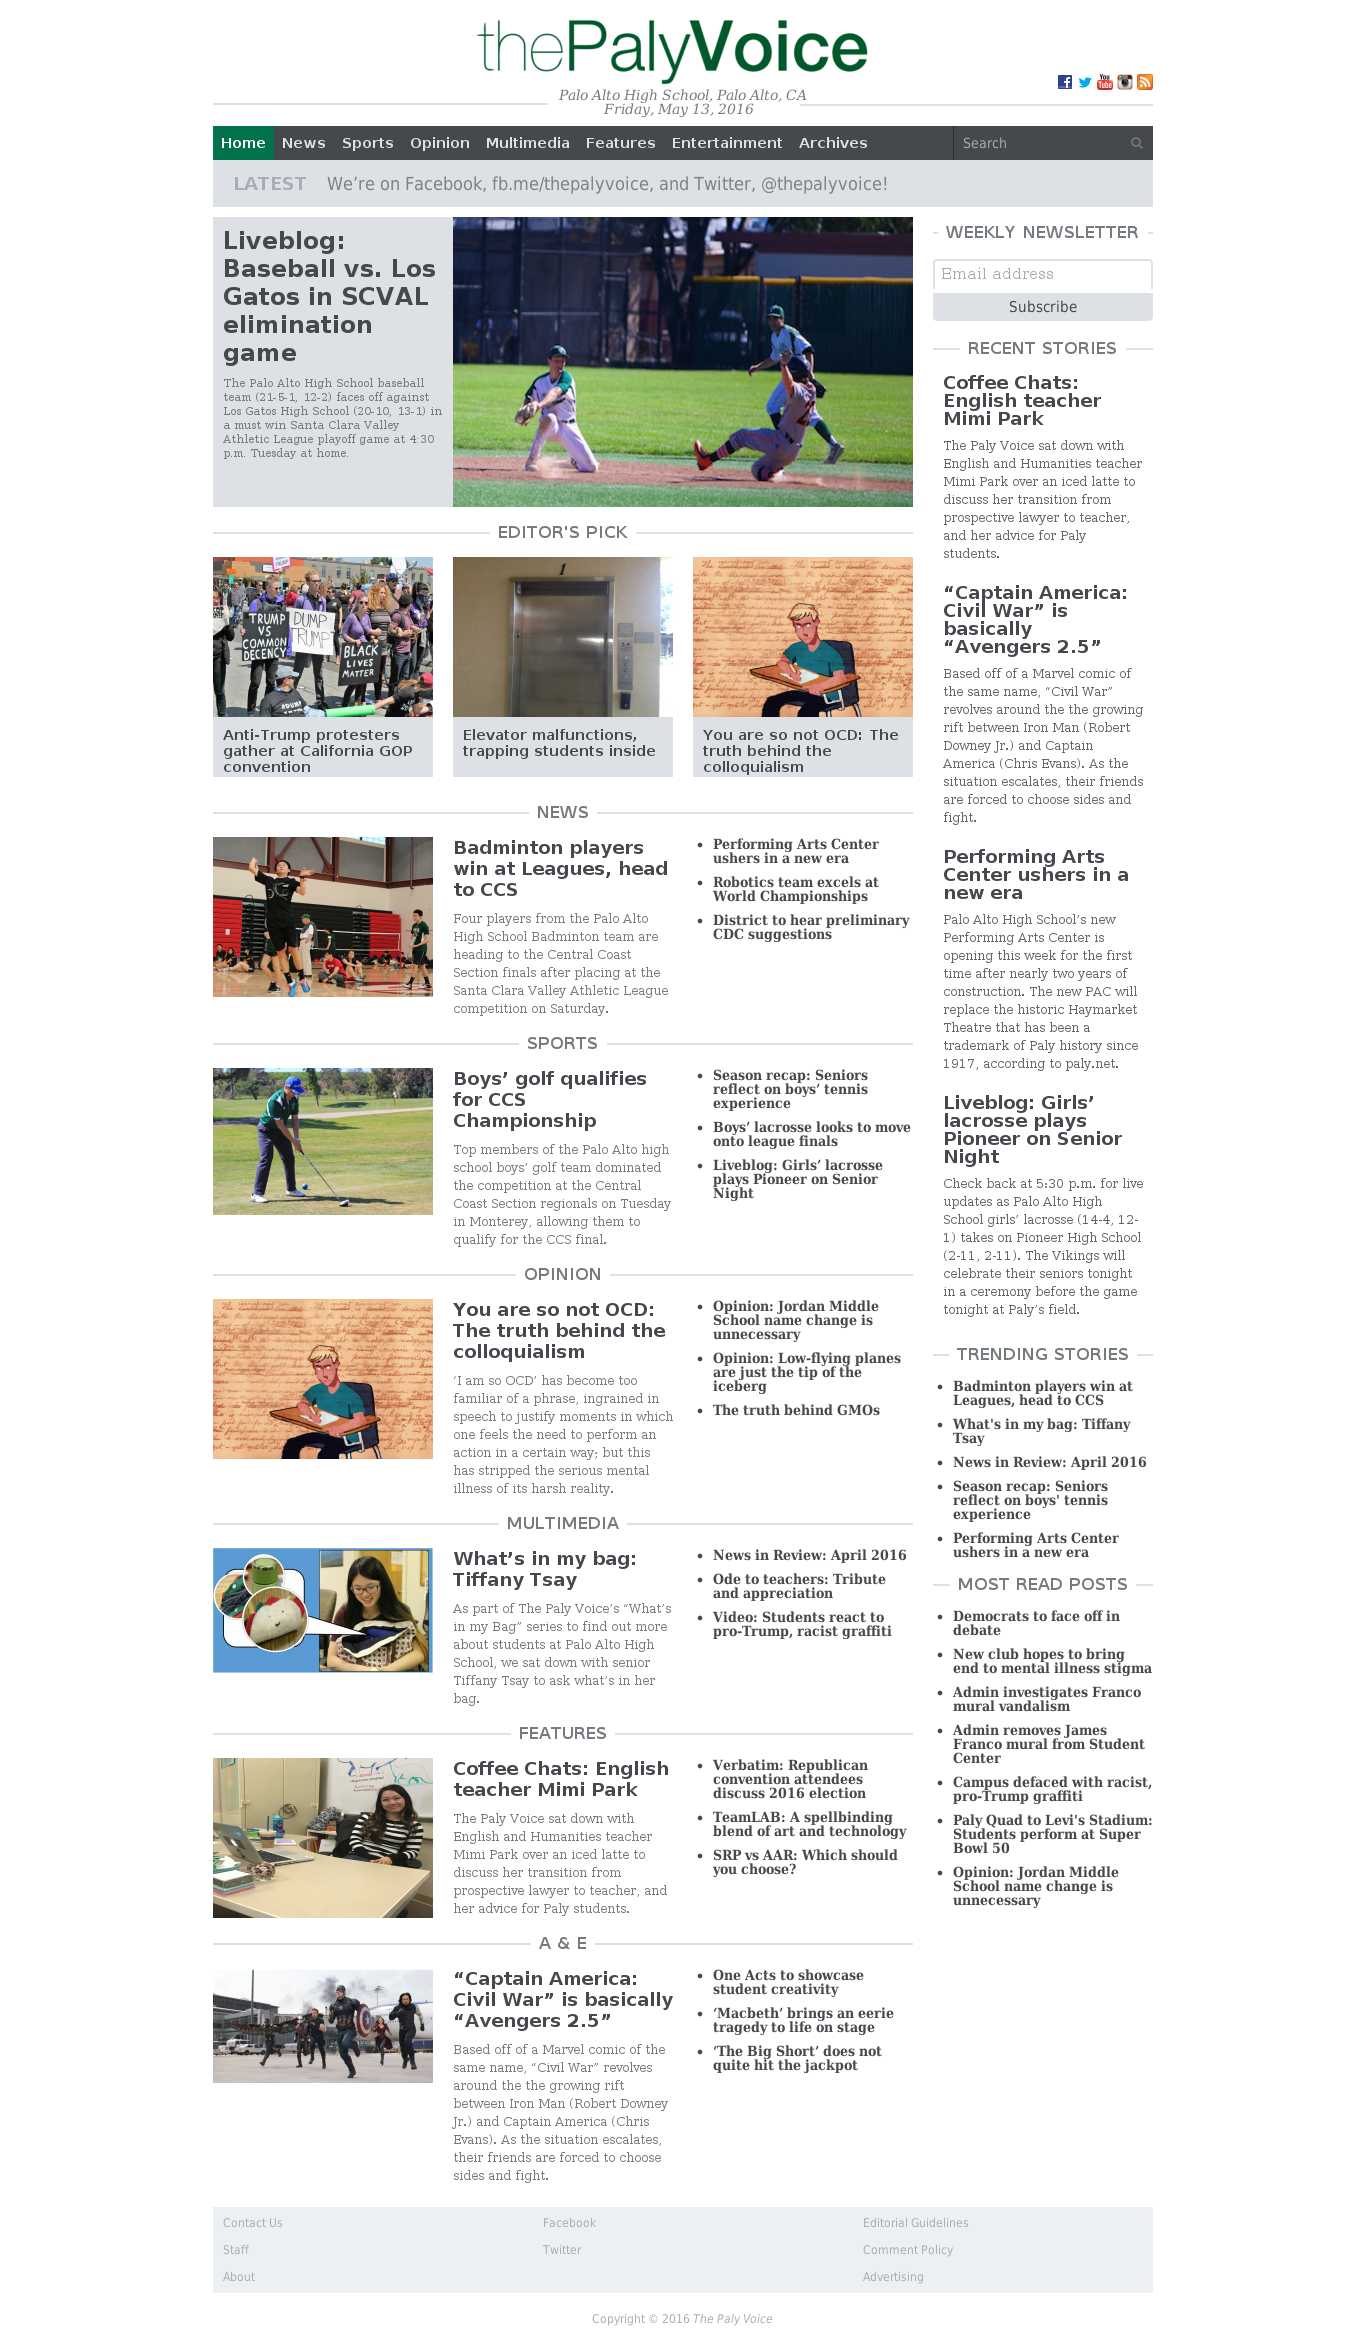 thePalyVoice
Palo Alto High School, Palo Alto, CA
Friday, May 13, 2016
Home News Sports Opinion Multimedia Features Entertainment Archives Search
LATEST We’re on Facebook, fb.me/thepalyvoice, and Twitter, @thepalyvoice!
Liveblog:
Baseball vs. Los
Gatos in SCVAL
elimination
game
The Palo Alto High School baseball
team (21-5-1, 12-2) faces off against
Los Gatos High School (20-10, 13-1) in
a must win Santa Clara Valley
Athletic League playoff game at 4:30
p.m. Tuesday at home.
EDITOR'S PICK
TRUMP
VS
COMMON
DECENCY
DUMP
TRUMP
BLACK
LIVES
MATTER
Anti-Trump protesters
gather at California GOP
convention
1
Elevator malfunctions,
trapping students inside
You are so not OCD: The
truth behind the
colloquialism
NEWS
Badminton players
win at Leagues, head
to CCS
Four players from the Palo Alto
High School Badminton team are
heading to the Central Coast
Section finals after placing at the
Santa Clara Valley Athletic League
competition on Saturday.
Performing Arts Center
ushers in a new era
Robotics team excels at
World Championships
District to hear preliminary
CDC suggestions
SPORTS
Boys’ golf qualifies
for CCS
Championship
Top members of the Palo Alto high
school boys’ golf team dominated
the competition at the Central
Coast Section regionals on Tuesday
in Monterey, allowing them to
qualify for the CCS final.
Season recap: Seniors
reflect on boys’ tennis
experience
Boys’ lacrosse looks to move
onto league finals
Liveblog: Girls’ lacrosse
plays Pioneer on Senior
Night
OPINION
You are so not OCD:
The truth behind the
colloquialism
‘I am so OCD’ has become too
familiar of a phrase, ingrained in
speech to justify moments in which
one feels the need to perform an
action in a certain way; but this
has stripped the serious mental
illness of its harsh reality.
Opinion: Jordan Middle
School name change is
unnecessary
Opinion: Low-flying planes
are just the tip of the
iceberg
The truth behind GMOs
MULTIMEDIA
What’s in my bag:
Tiffany Tsay
As part of The Paly Voice’s “What’s
in my Bag” series to find out more
about students at Palo Alto High
School, we sat down with senior
Tiffany Tsay to ask what’s in her
bag.
News in Review: April 2016
Ode to teachers: Tribute
and appreciation
Video: Students react to
pro-Trump, racist graffiti
FEATURES
Coffee Chats: English
teacher Mimi Park
The Paly Voice sat down with
English and Humanities teacher
Mimi Park over an iced latte to
discuss her transition from
prospective lawyer to teacher, and
her advice for Paly students.
Verbatim: Republican
convention attendees
discuss 2016 election
TeamLAB: A spellbinding
blend of art and technology
SRP vs AAR: Which should
you choose?
A & E
“Captain America:
Civil War” is basically
“Avengers 2.5”
Based off of a Marvel comic of the
same name, “Civil War” revolves
around the the growing rift
between Iron Man (Robert Downey
Jr.) and Captain America (Chris
Evans). As the situation escalates,
their friends are forced to choose
sides and fight.
One Acts to showcase
student creativity
‘Macbeth’ brings an eerie
tragedy to life on stage
‘The Big Short’ does not
quite hit the jackpot
WEEKLY NEWSLETTER
Email address
Subscribe
RECENT STORIES
Coffee Chats:
English teacher
Mimi Park
The Paly Voice sat down with
English and Humanities teacher
Mimi Park over an iced latte to
discuss her transition from
prospective lawyer to teacher,
and her advice for Paly
students.
“Captain America:
Civil War” is
basically
“Avengers 2.5”
Based off of a Marvel comic of
the same name, “Civil War”
revolves around the the growing
rift between Iron Man (Robert
Downey Jr.) and Captain
America (Chris Evans). As the
situation escalates, their friends
are forced to choose sides and
fight.
Performing Arts
Center ushers in a
new era
Palo Alto High School’s new
Performing Arts Center is
opening this week for the first
time after nearly two years of
construction. The new PAC will
replace the historic Haymarket
Theatre that has been a
trademark of Paly history since
1917, according to paly.net.
Liveblog: Girls’
lacrosse plays
Pioneer on Senior
Night
Check back at 5:30 p.m. for live
updates as Palo Alto High
School girls’ lacrosse (14-4, 12-
1) takes on Pioneer High School
(2-11, 2-11). The Vikings will
celebrate their seniors tonight
in a ceremony before the game
tonight at Paly’s field.
TRENDING STORIES
Badminton players win at
Leagues, head to CCS
What's in my bag: Tiffany
Tsay
News in Review: April 2016
Season recap: Seniors
reflect on boys' tennis
experience
Performing Arts Center
ushers in a new era
MOST READ POSTS
Democrats to face off in
debate
New club hopes to bring
end to mental illness stigma
Admin investigates Franco
mural vandalism
Admin removes James
Franco mural from Student
Center
Campus defaced with racist,
pro-Trump graffiti
Paly Quad to Levi's Stadium:
Students perform at Super
Bowl 50
Opinion: Jordan Middle
School name change is
unnecessary
Contact Us Facebook Editorial Guidelines
Staff Twitter Comment Policy
About Advertising
Copyright © 2016 The Paly Voice